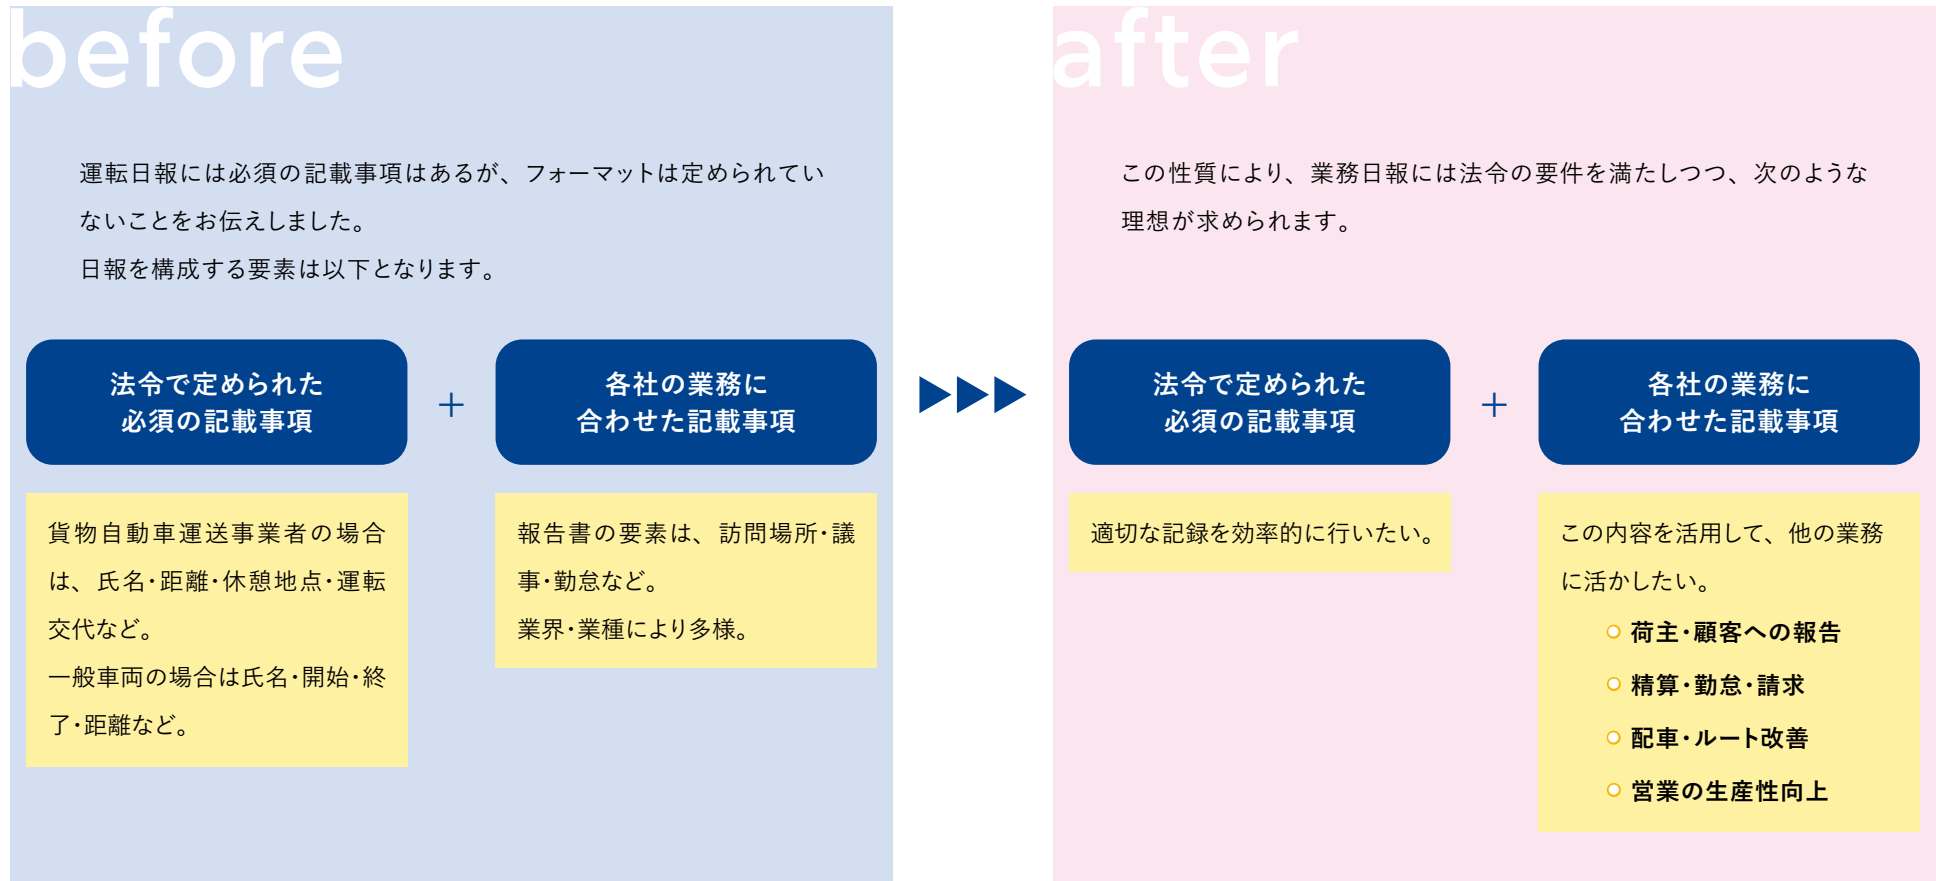 before
運転日報には必須の記載事項はあるが、フォーマットは定められてい
ないことをお伝えしました。
日報を構成する要素は以下となります。
法令で定められた
必須の記載事項
+
各社の業務に
合わせた記載事項
貨物自動車運送事業者の場合
は、氏名・距離・休憩地点・運転
交代など。
一般車両の場合は氏名・開始・終
了・距離など。
報告書の要素は、訪問場所・議
事・勤怠など。
業界・業種により多様。
after
この性質により、業務日報には法令の要件を満たしつつ、次のような
理想が求められます。
法令で定められた
必須の記載事項
+
各社の業務に
合わせた記載事項
適切な記録を効率的に行いたい。
この内容を活用して、他の業務
に活かしたい。
荷主・顧客への報告
精算・勤怠・請求
配車・ルート改善
営業の生産性向上